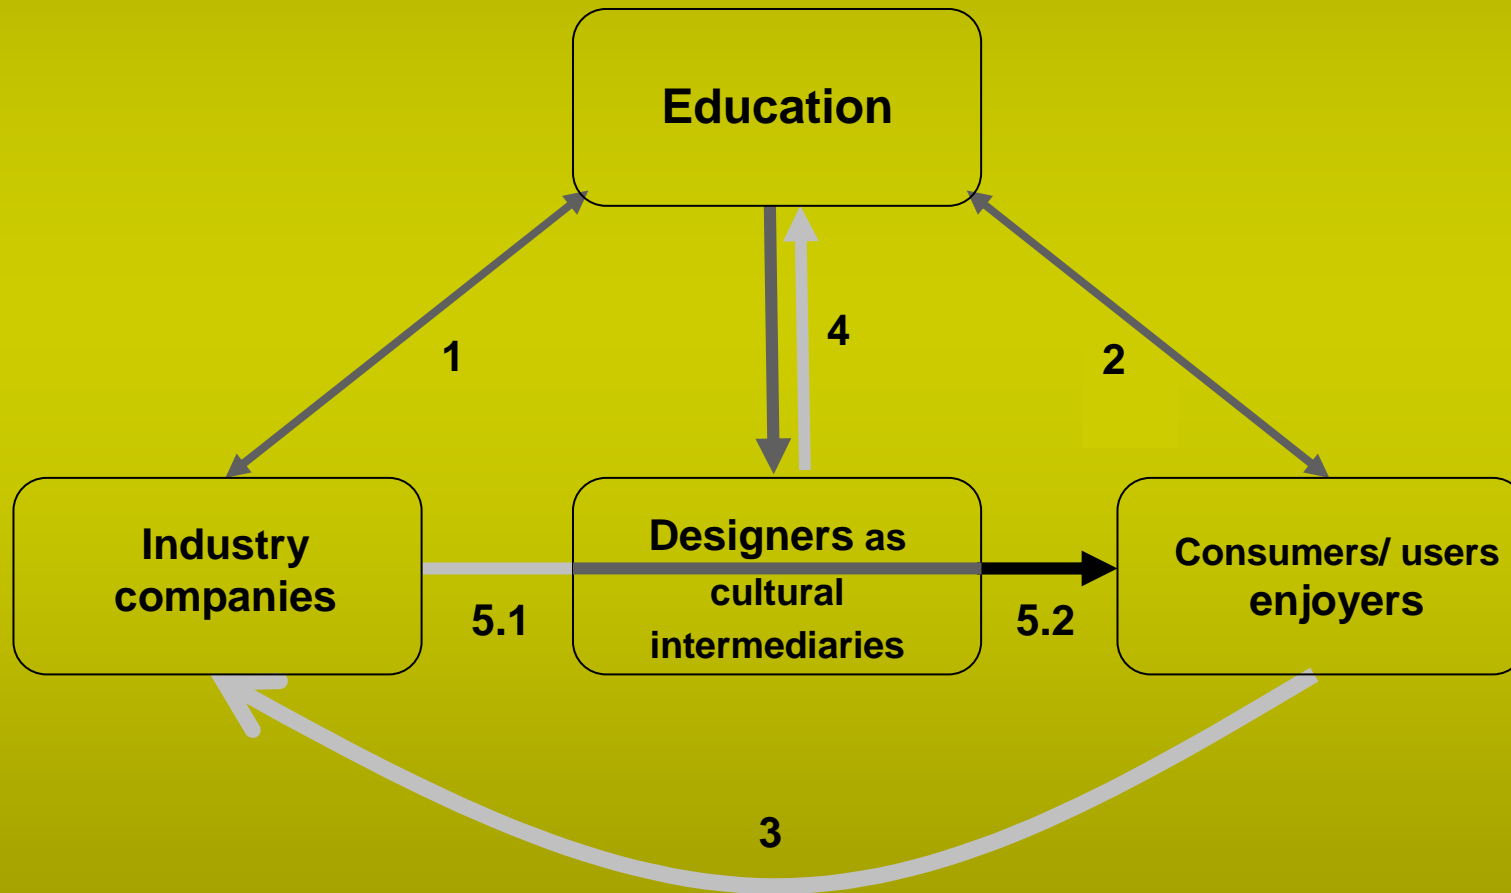 Education
1
4
2
Industry
companies
Designers as
cultural
intermediaries
Consumers/ users
enjoyers
5.1
5.2
3